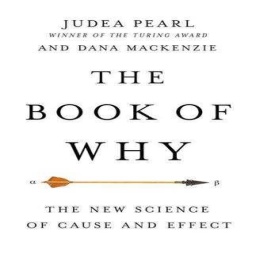 JUDEA PEARL
WINNER OF THE TURING AWARD
AND DANA MACKENZIE
THE
BOOK OF
WHY
α β
THE NEW SCIENCE
OF CAUSE AND EFFECT